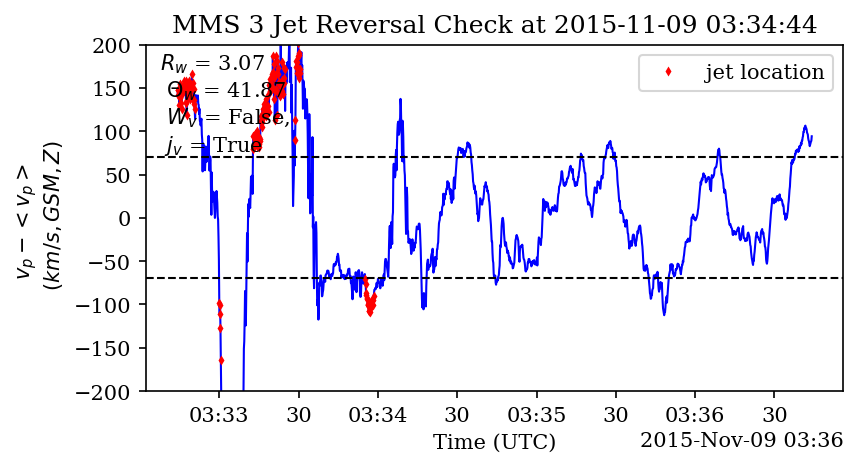 MMS 3 Jet Reversal Check at 2015-11-09 03:34:44
R_w = 3.07
Θ_w = 41.87
W_v = False,
j_v = True
jet location
v_p − < v_p >
(km/s, GSM, Z)
200
150
100
50
0
−50
−100
−150
−200
03:33
30
03:34
30
03:35
30
03:36
30
Time (UTC)
2015-Nov-09 03:36